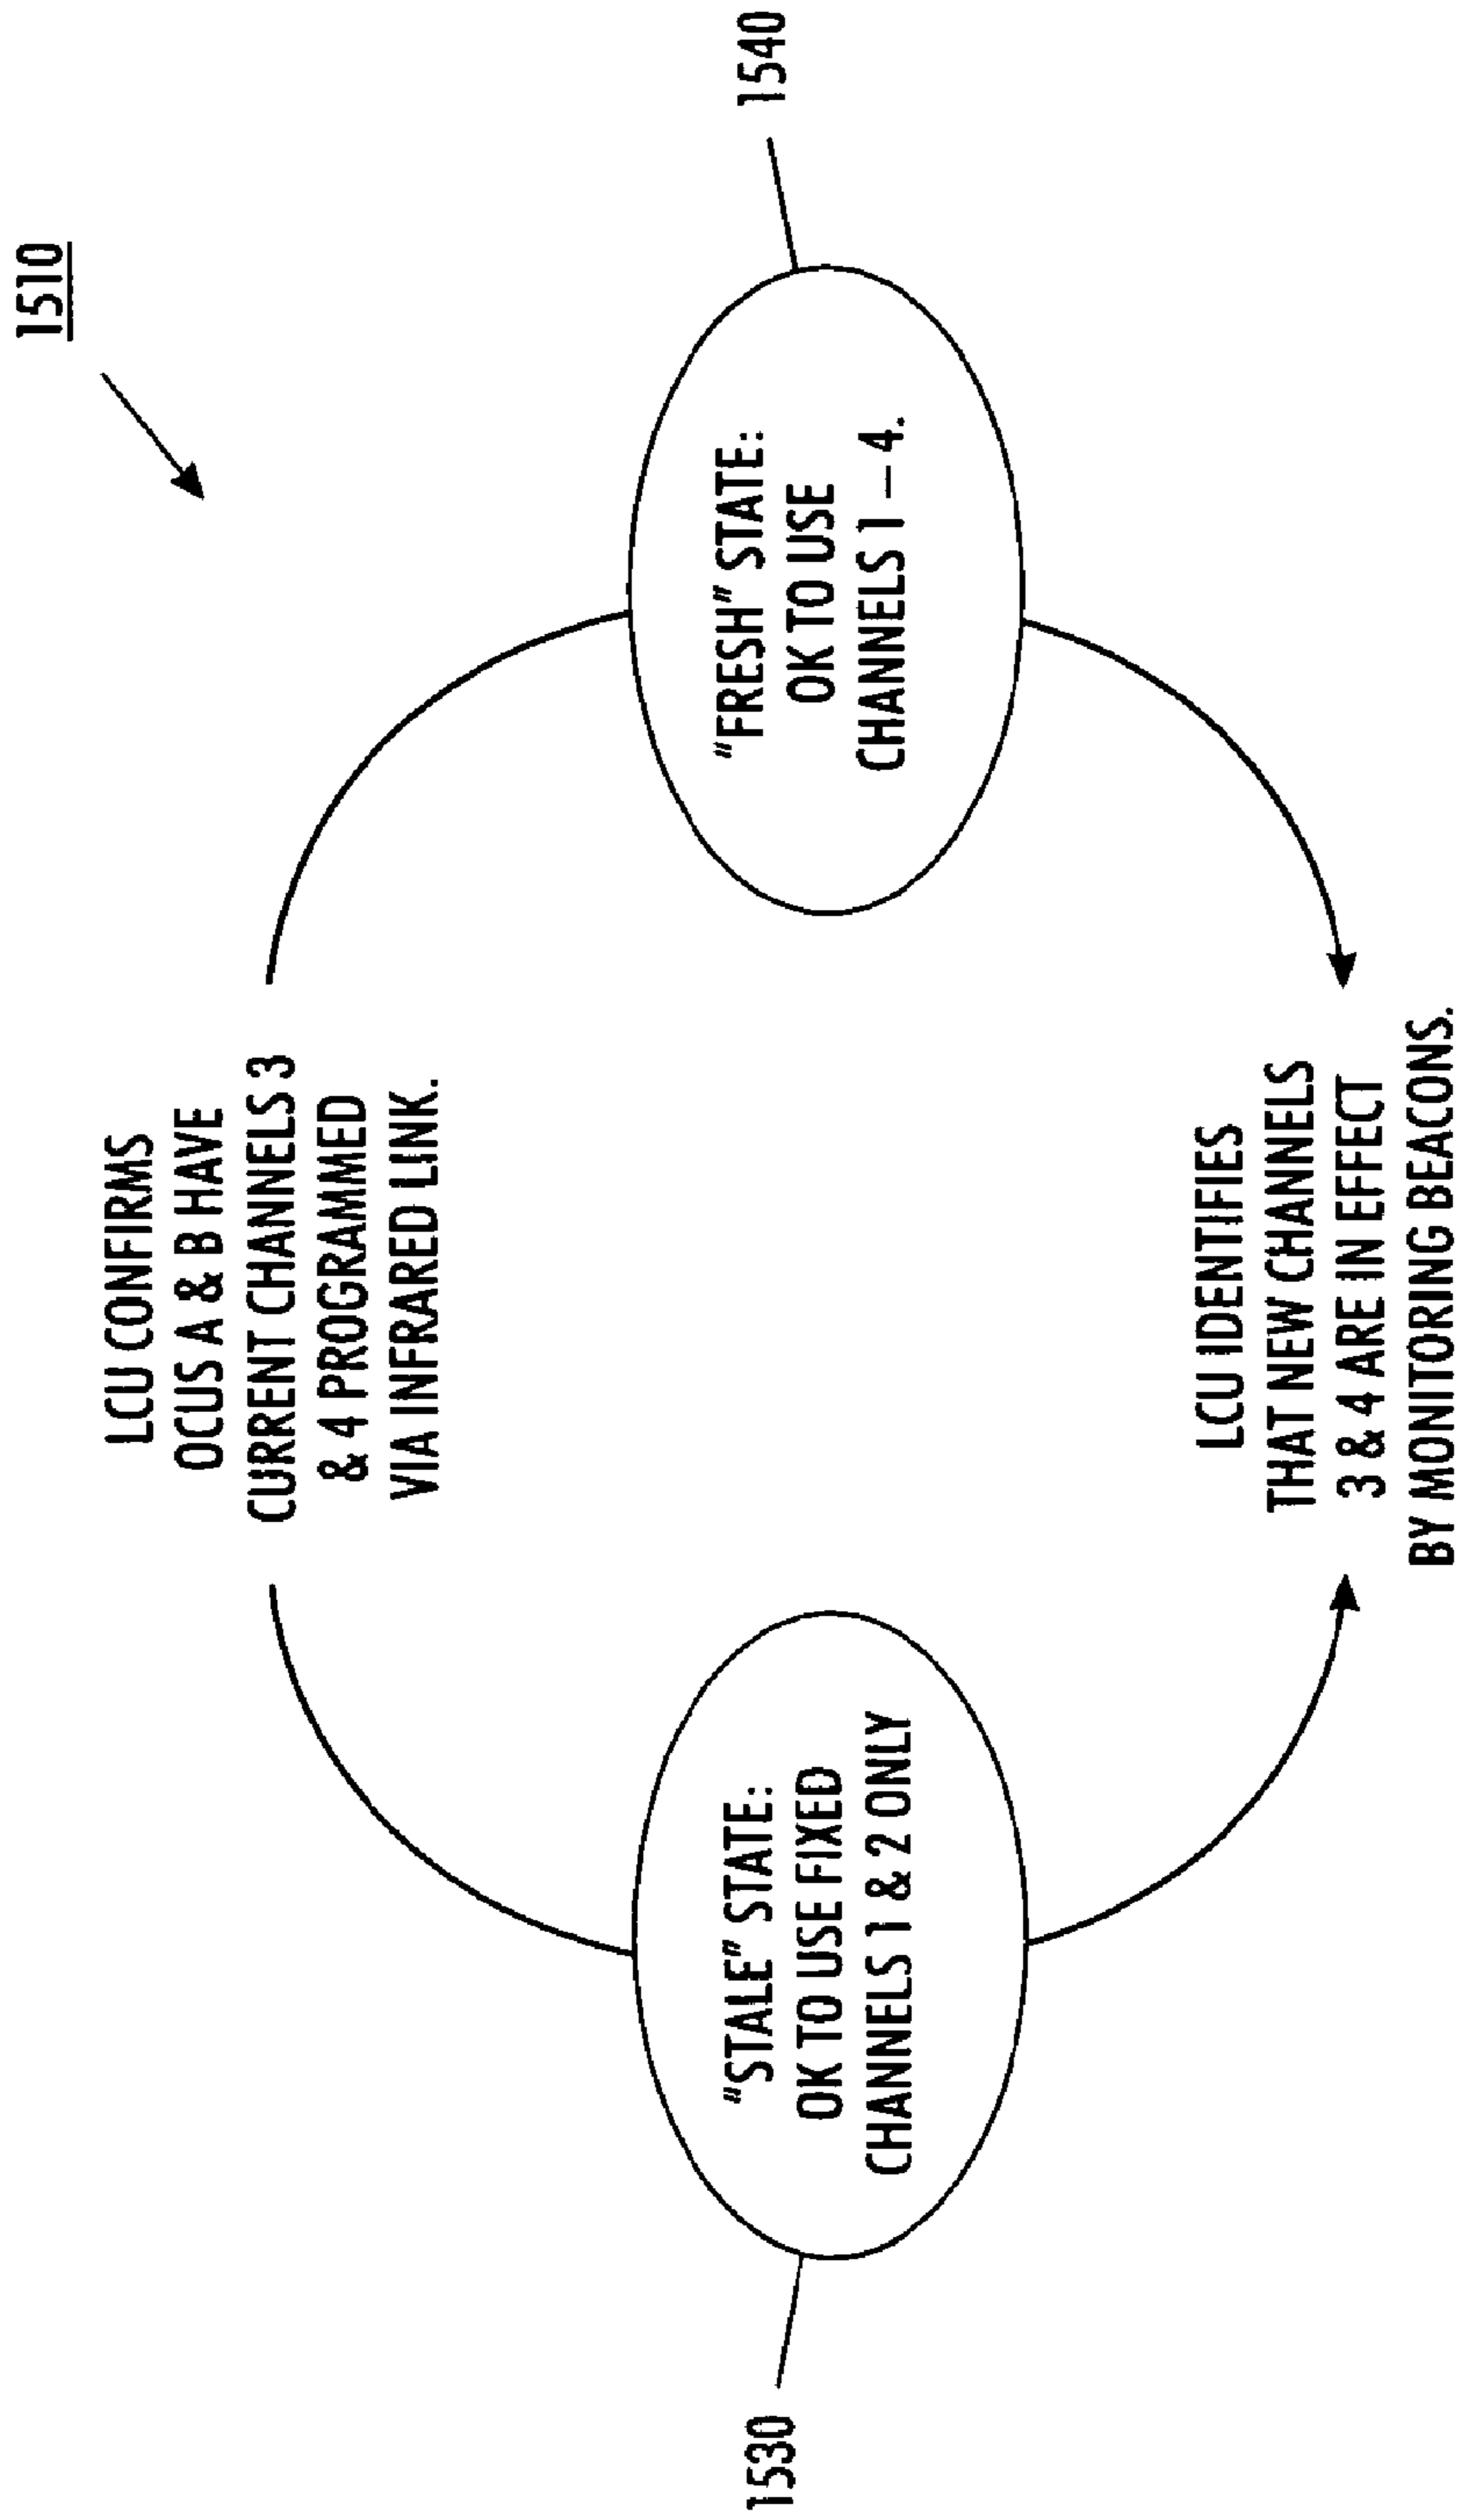 1510
LCU CONFIRMS
OCUS A & B HAVE
CURRENT CHANNELS 3
& 4 PROGRAMMED
VIA INFRARED LINK.
1530
"STALE" STATE:
OK TO USE FIXED
CHANNELS 1 & 2 ONLY
"FRESH" STATE:
OK TO USE
CHANNELS 1 – 4.
1540
LCU IDENTIFIES
THAT NEW CHANNELS
3 & 4 ARE IN EFFECT
BY MONITORING BEACONS.